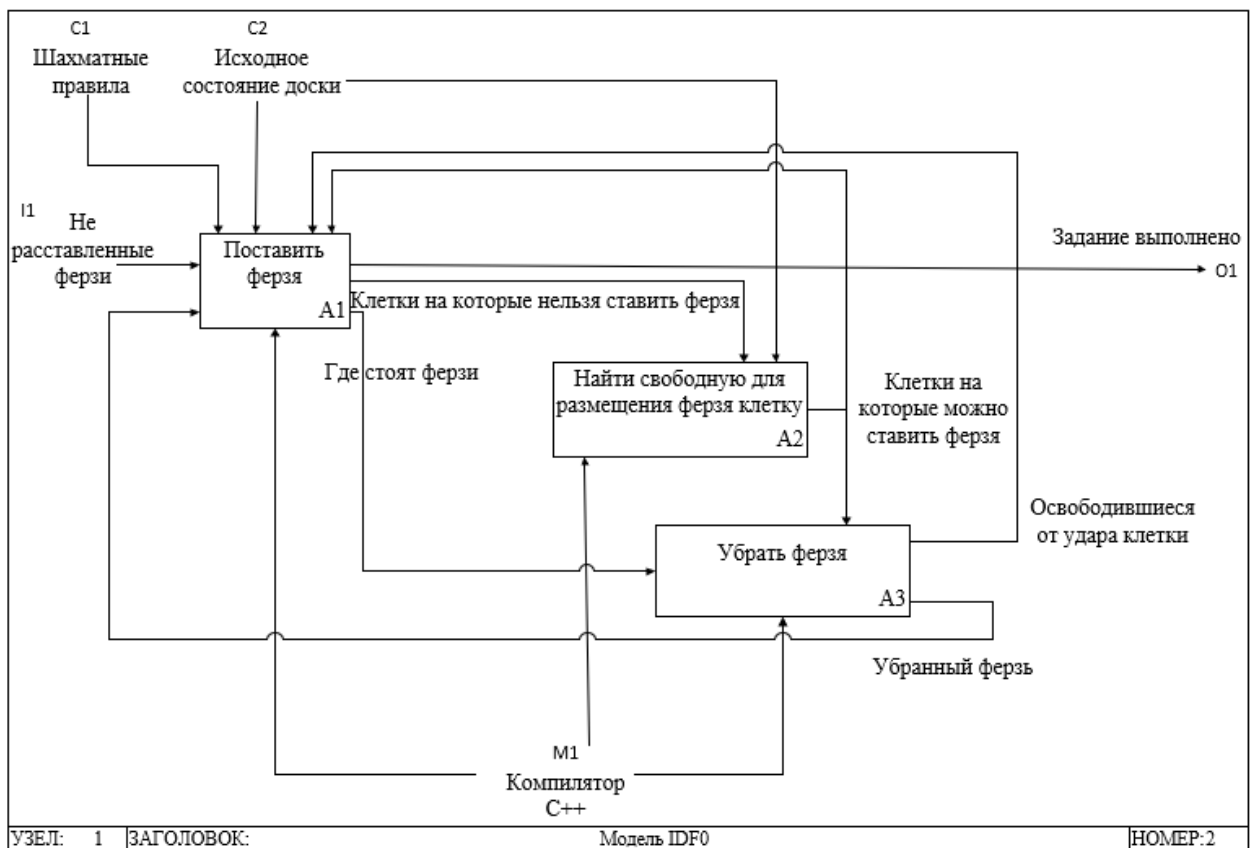 C1
Шахматные
правила
C2
Исходное
состояние доски
I1
Не
расставленные
ферзи
Поставить
ферзя
A1
Задание выполнено
O1
Клетки на которые нельзя ставить ферзя
Где стоят ферзи
Найти свободную для
размещения ферзя клетку
A2
Клетки на
которые можно
ставить ферзя
Освободившиеся
от удара клетки
Убрать ферзя
A3
Убранный ферзь
M1
Компилятор
C++
УЗЕЛ: 1 ЗАГОЛОВОК: Модель IDF0 НОМЕР:2